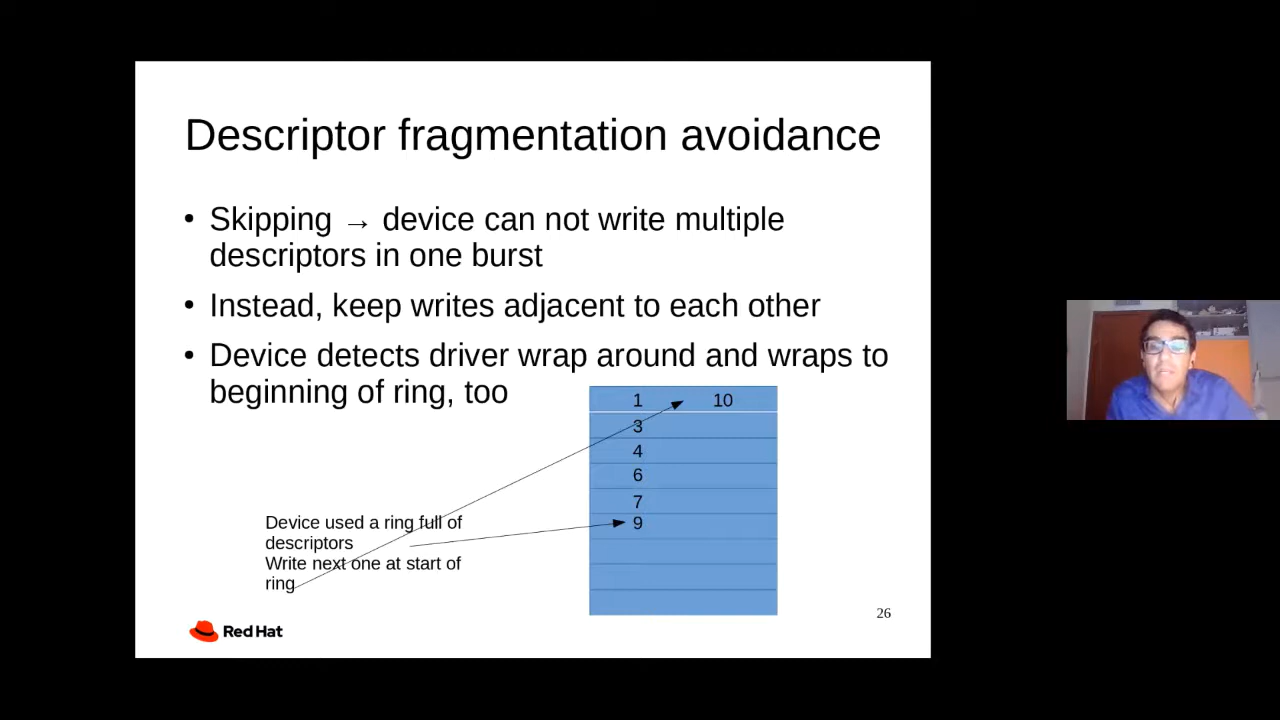 Descriptor fragmentation avoidance
• Skipping → device can not write multiple
descriptors in one burst
• Instead, keep writes adjacent to each other
• Device detects driver wrap around and wraps to
beginning of ring, too
1 10
3
4
6
7
9
Device used a ring full of
descriptors
Write next one at start of
ring
Red Hat
26